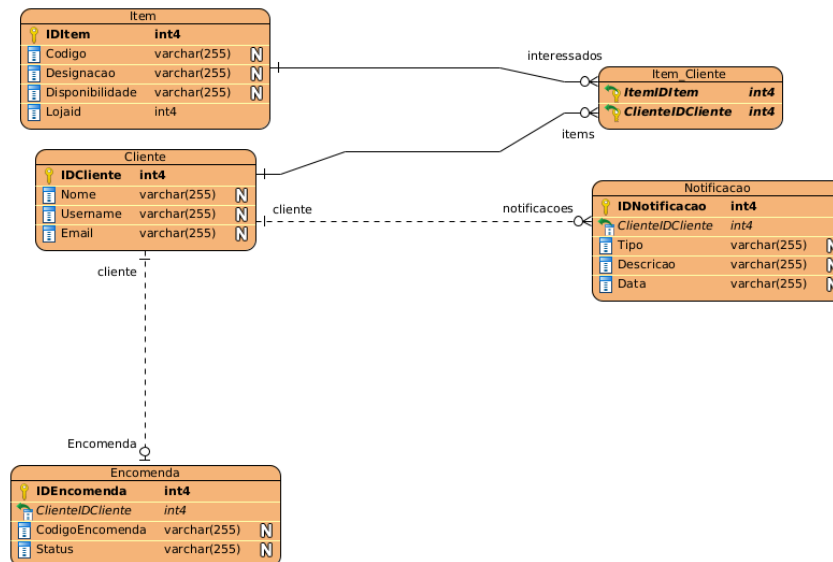 Item
IDItem int4
Codigo varchar(255) N
Designacao varchar(255) N
Disponibilidade varchar(255) N
Lojaid int4
interessados
Item_Cliente
ItemIDItem int4
ClienteIDCliente int4
items
Cliente
IDCliente int4
Nome varchar(255) N
Username varchar(255) N
Email varchar(255) N
cliente
notificacoes
Notificacao
IDNotificacao int4
ClienteIDCliente int4
Tipo varchar(255) N
Descricao varchar(255) N
Data varchar(255) N
cliente
Encomenda
Encomenda
IDEncomenda int4
ClienteIDCliente int4
CodigoEncomenda varchar(255) N
Status varchar(255) N